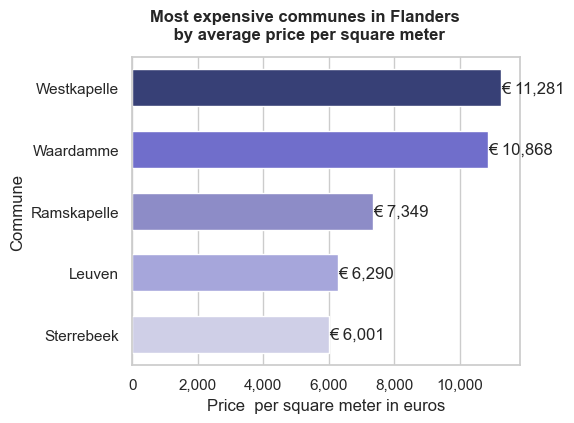 Most expensive communes in Flanders
by average price per square meter
Westkapelle
€ 11,281
Waardamme
€ 10,868
Ramskapelle
€ 7,349
Leuven
€ 6,290
Sterrebeek
€ 6,001
Commune
0 2,000 4,000 6,000 8,000 10,000
Price  per square meter in euros